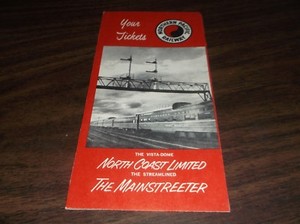 Your
Tickets
NORTHERN PACIFIC
RAILWAY
THE VISTA-DOME
NORTH COAST LIMITED
THE STREAMLINED
THE MAINSTREETER